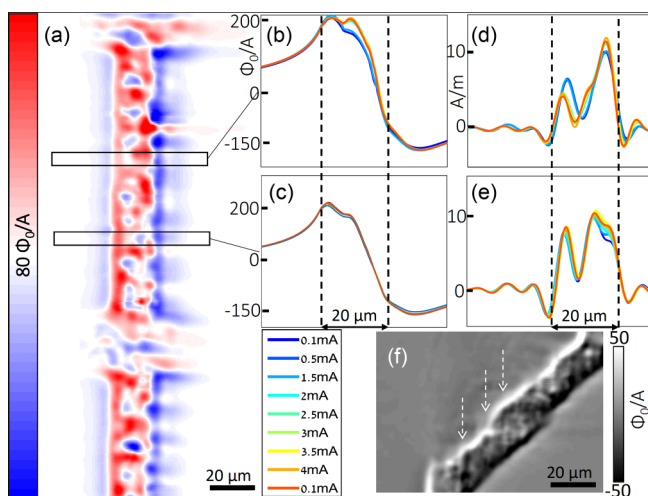 80 Φ₀/A
(a)
20 μm
(b)
Φ₀/A
200
0
-150
(c)
200
0
-150
20 μm
(d)
A/m
10
0
(e)
10
0
20 μm
0.1mA
0.5mA
1.5mA
2mA
2.5mA
3mA
3.5mA
4mA
0.1mA
(f)
20 μm
50
Φ₀/A
-50